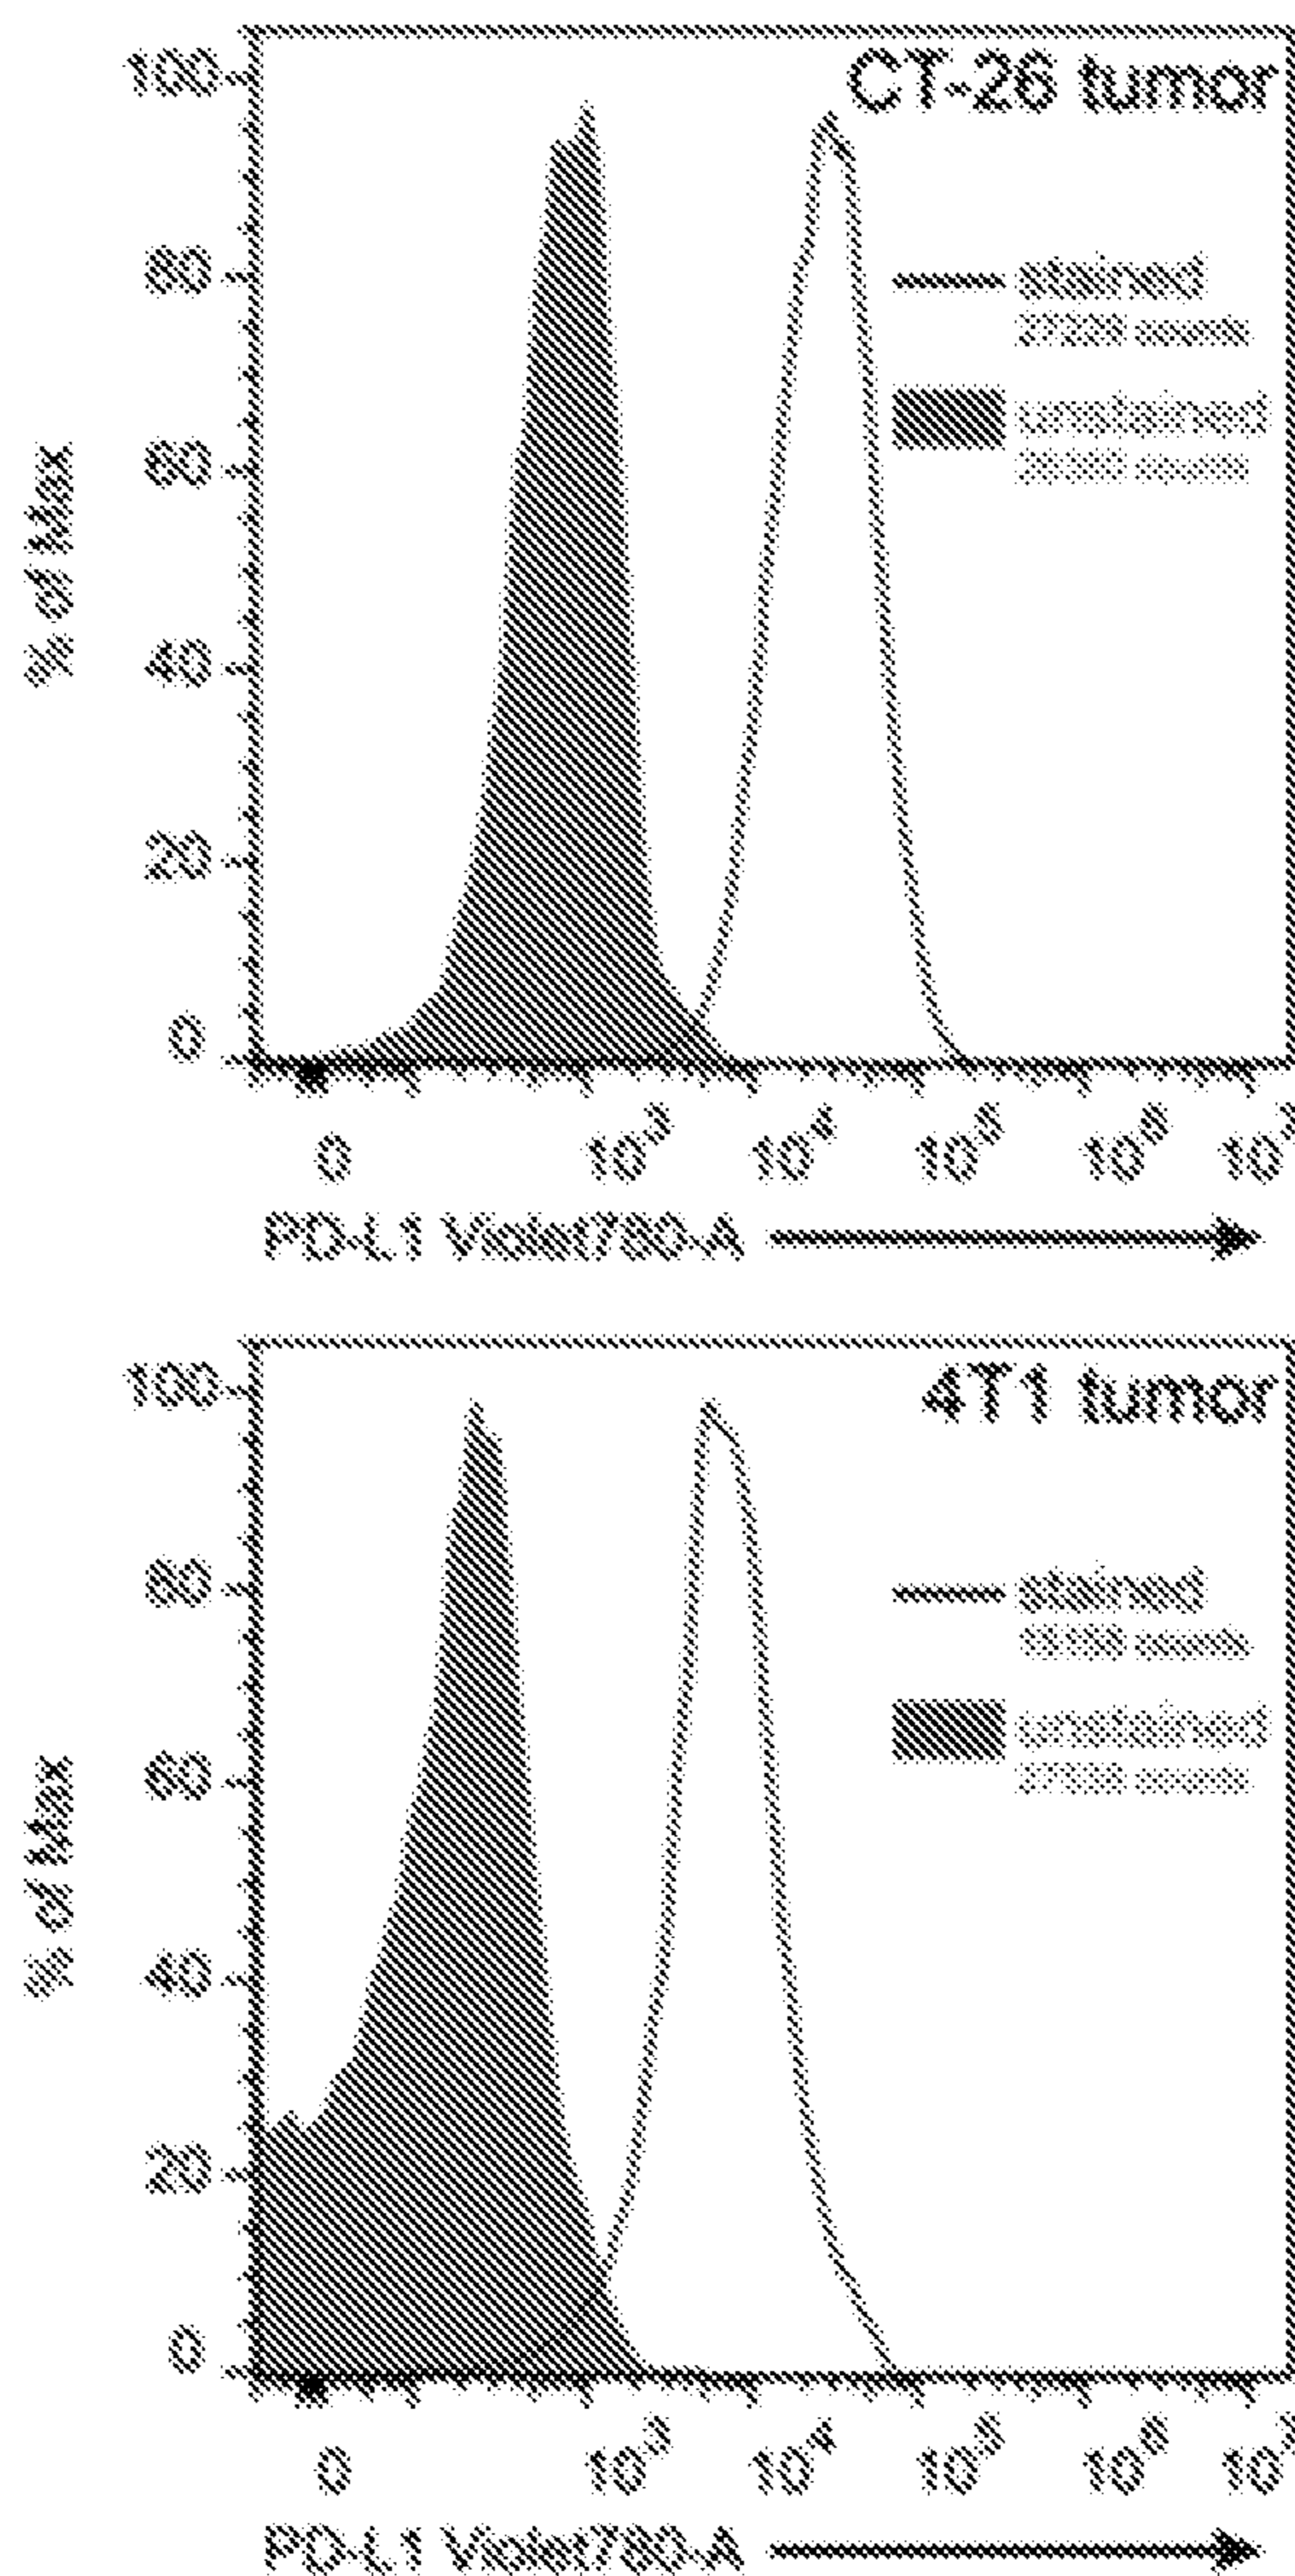 CT-26 tumor
100
80
60
40
20
0
% of Max
stained
unstained
0 10³ 10⁴ 10⁵ 10⁶ 10⁷
PD-L1 Violet780-A
4T1 tumor
100
80
60
40
20
0
% of Max
stained
unstained
0 10³ 10⁴ 10⁵ 10⁶ 10⁷
PD-L1 Violet780-A